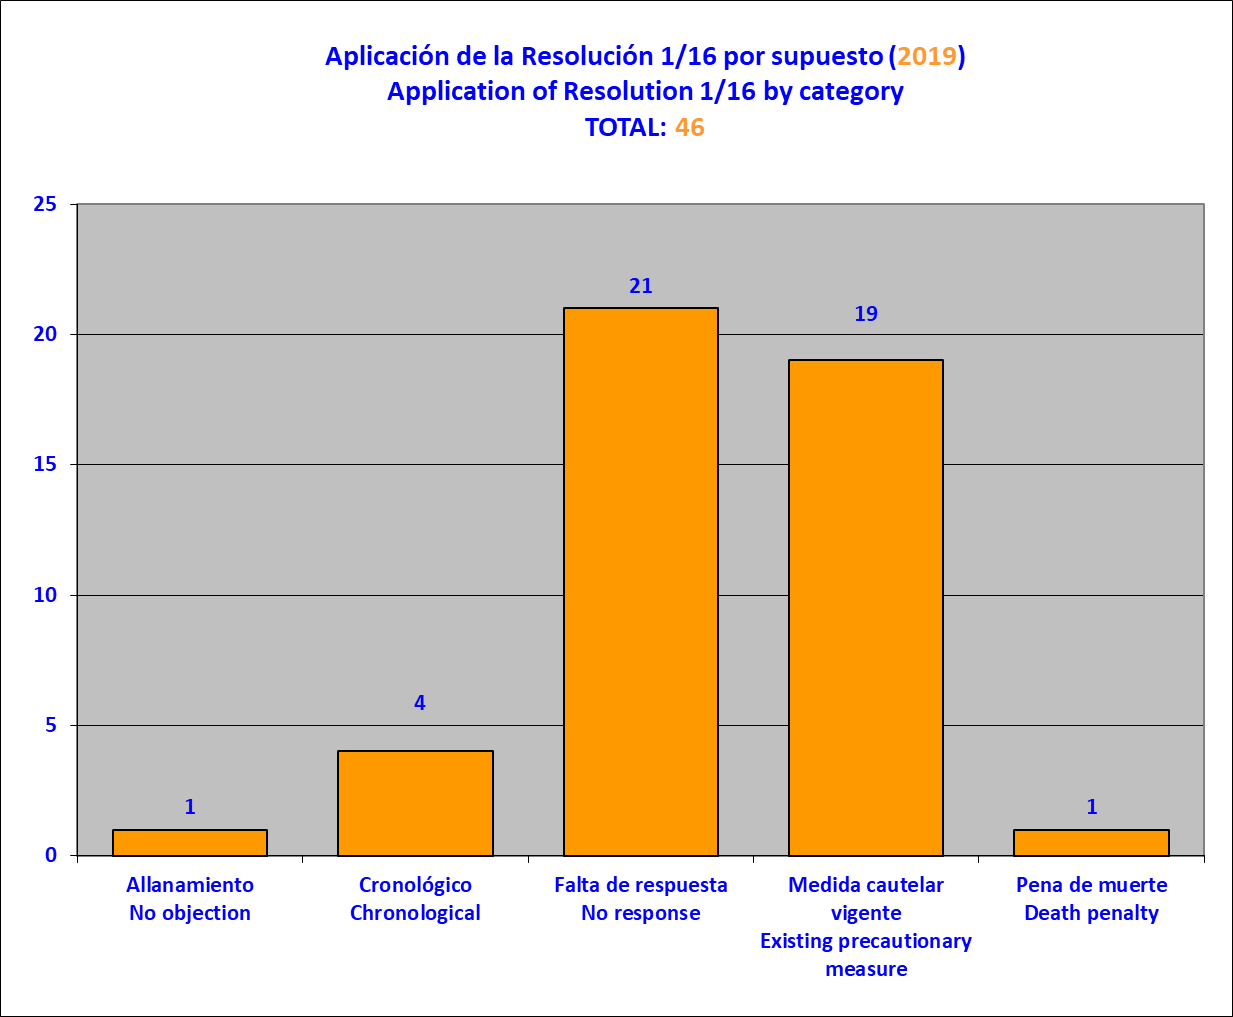 Aplicación de la Resolución 1/16 por supuesto (2019)
Application of Resolution 1/16 by category
TOTAL: 46
25
20
15
10
5
0
1
4
21
19
1
Allanamiento
No objection
Cronológico
Chronological
Falta de respuesta
No response
Medida cautelar
vigente
Existing precautionary
measure
Pena de muerte
Death penalty